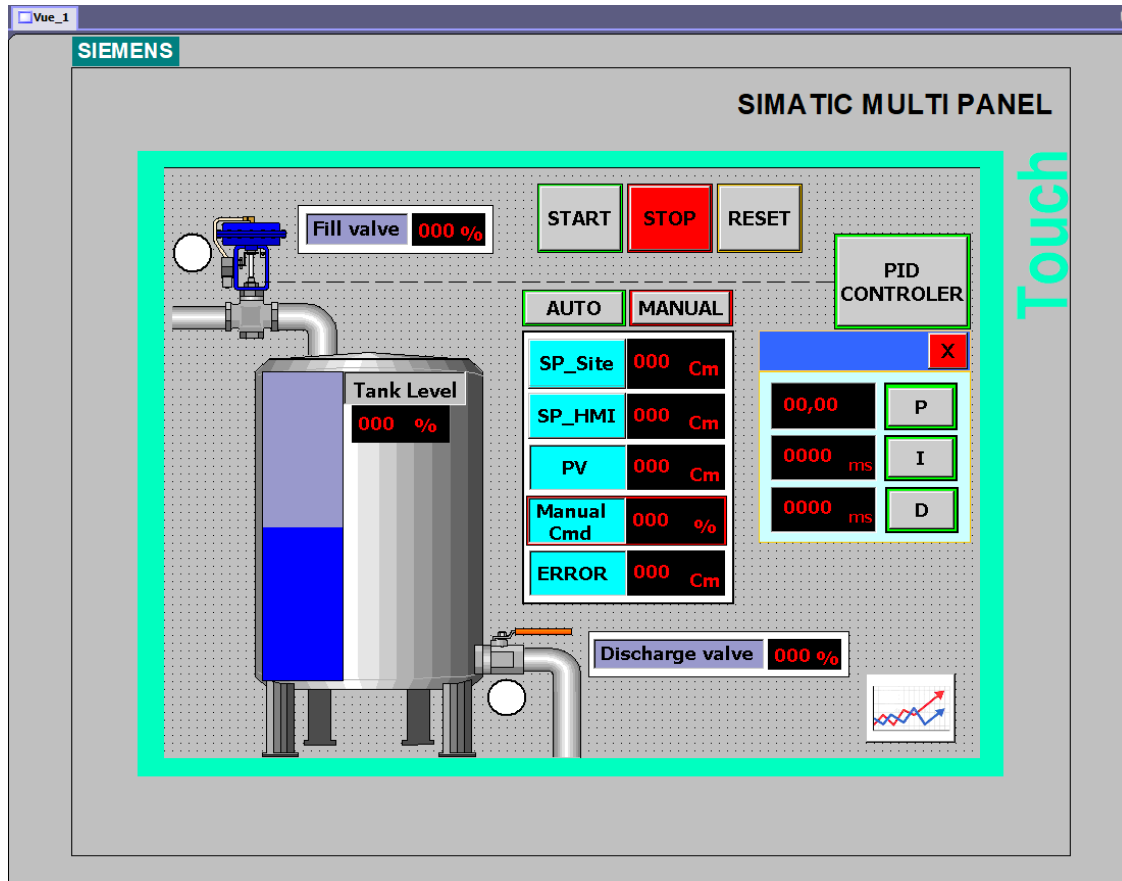 Vue_1
SIEMENS
SIMATIC MULTI PANEL
Touch
START
STOP
RESET
Fill valve
000 %
PID
CONTROLER
AUTO
MANUAL
X
SP_Site
000 Cm
Tank Level
000 %
SP_HMI
000 Cm
00,00
P
PV
000 Cm
0000 ms
I
Manual
Cmd
000 %
0000 ms
D
ERROR
000 Cm
Discharge valve
000 %